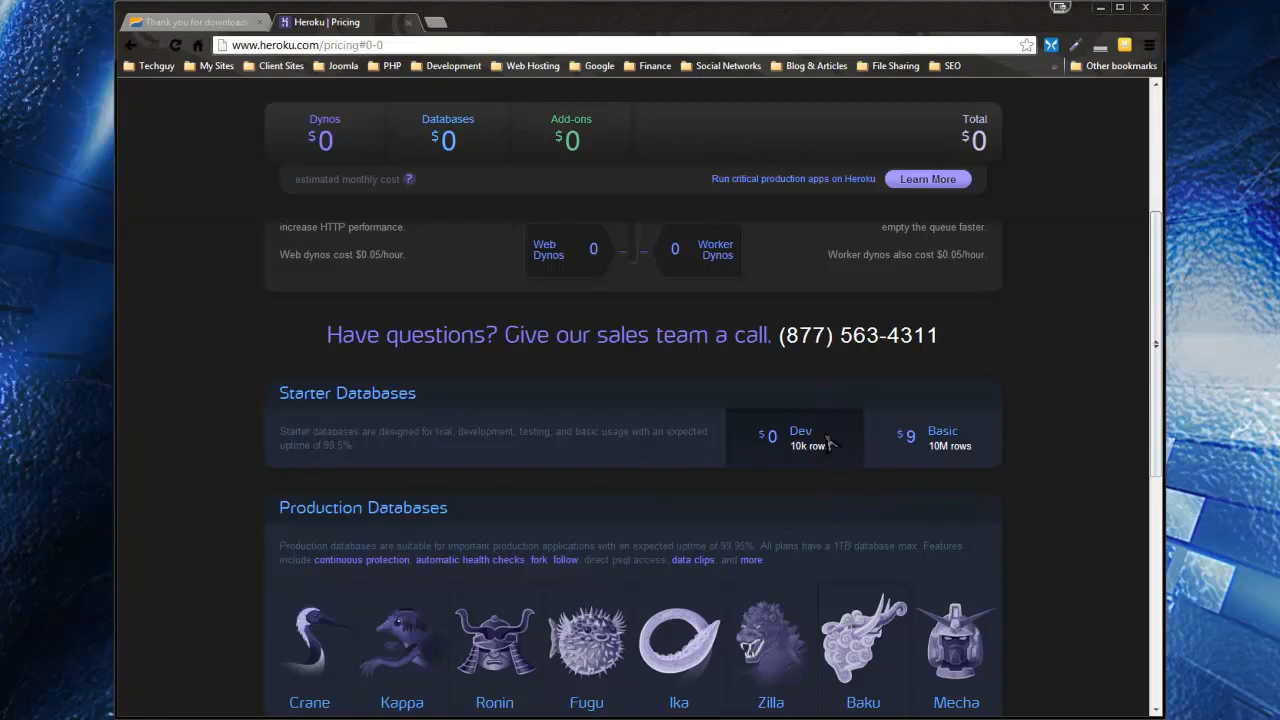 Thank you for download
Heroku | Pricing
www.heroku.com/pricing#0-0
Techguy My Sites Client Sites Joomla PHP Development Web Hosting Google Finance Social Networks Blog & Articles File Sharing SEO » Other bookmarks
Dynos Databases Add-ons Total
$0 $0 $0 $0
estimated monthly cost ? Run critical production apps on Heroku Learn More
increase HTTP performance. empty the queue faster.
Web Dynos 0 0 Worker Dynos
Web dynos cost $0.05/hour. Worker dynos also cost $0.05/hour.
Have questions? Give our sales team a call. (877) 563-4311
Starter Databases
Starter databases are designed for trial, development, testing, and basic usage with an expected
uptime of 99.5%.
$0 Dev
10k row
$9 Basic
10M rows
Production Databases
Production databases are suitable for important production applications with an expected uptime of 99.95%. All plans have a 1TB database max. Features
include continuous protection, automatic health checks, fork, follow, direct psql access, data clips, and more
Crane Kappa Ronin Fugu Ika Zilla Baku Mecha